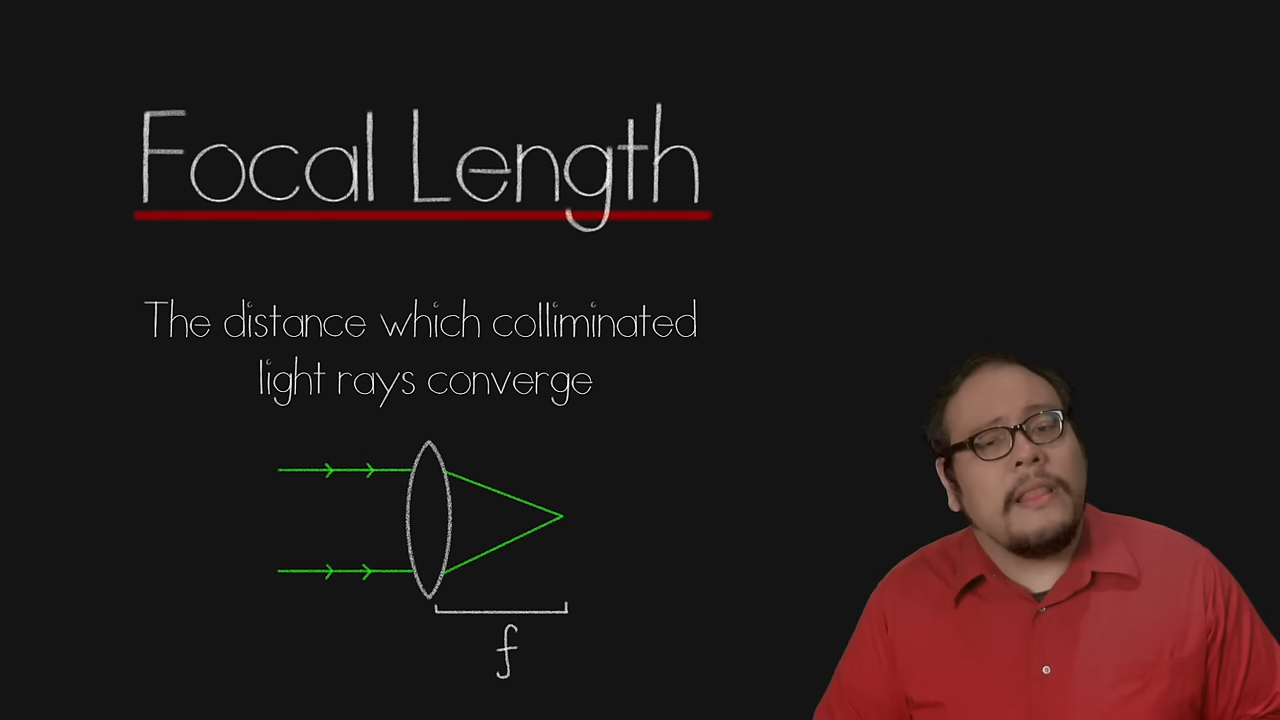 Focal Length
The distance which colliminated
light rays converge
f